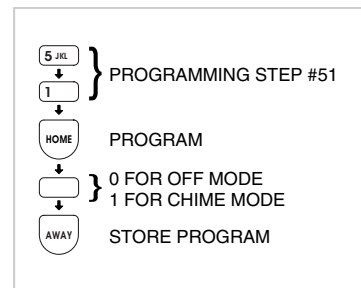 5 JKL
1
PROGRAMMING STEP #51
HOME
PROGRAM
0 FOR OFF MODE
1 FOR CHIME MODE
AWAY
STORE PROGRAM